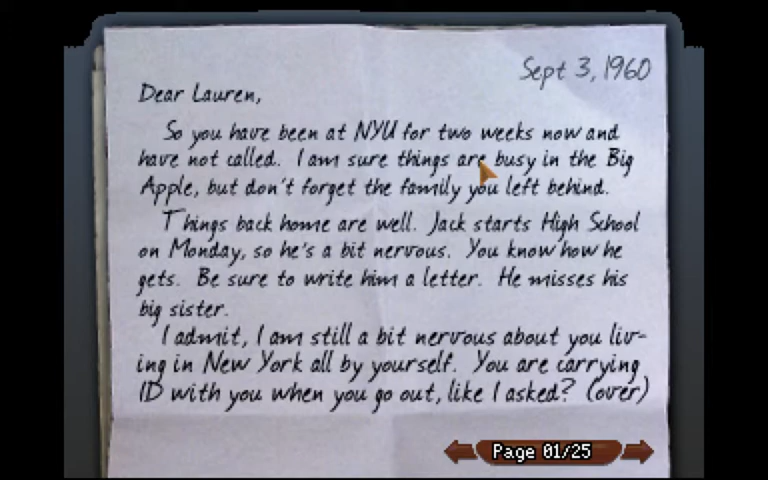 Sept 3, 1960
Dear Lauren,
So you have been at NYU for two weeks now and
have not called. I am sure things are busy in the Big
Apple, but don't forget the family you left behind.
Things back home are well. Jack starts High School
on Monday, so he's a bit nervous. You know how he
gets. Be sure to write him a letter. He misses his
big sister.
I admit, I am still a bit nervous about you liv-
ing in New York all by yourself. You are carrying
ID with you when you go out, like I asked? (over)
Page 01/25